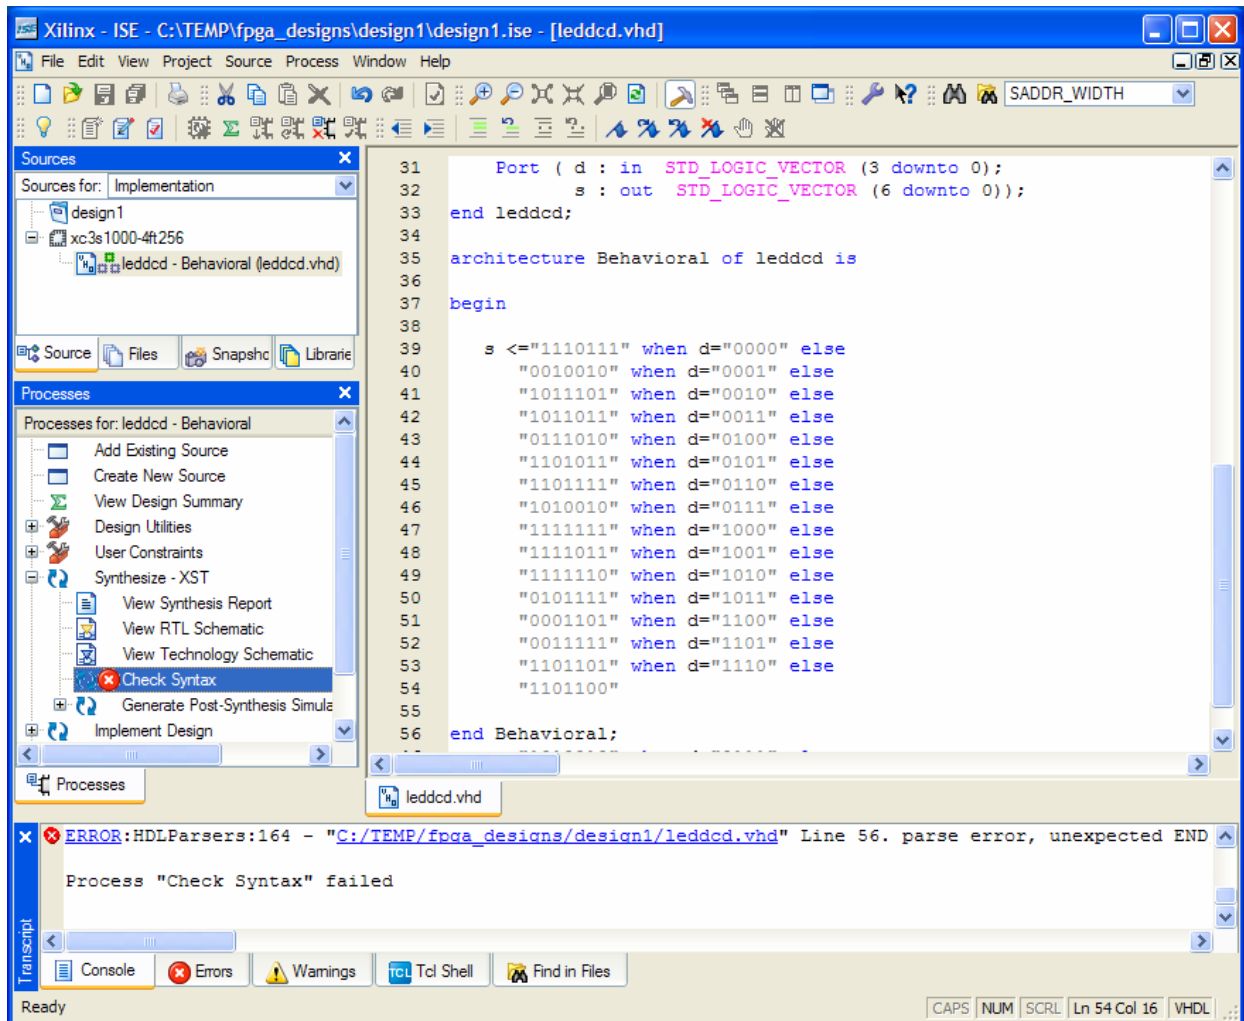 Xilinx - ISE - C:\TEMP\fpga_designs\design1\design1.ise - [leddcd.vhd]
File Edit View Project Source Process Window Help
SADDR_WIDTH
Sources
Sources for: Implementation
design1
xc3s1000-4ft256
leddcd - Behavioral (leddcd.vhd)
Source Files Snapshc Librarie
Processes
Processes for: leddcd - Behavioral
Add Existing Source
Create New Source
View Design Summary
Design Utilities
User Constraints
Synthesize - XST
View Synthesis Report
View RTL Schematic
View Technology Schematic
Check Syntax
Generate Post-Synthesis Simula
Implement Design
Processes
31 Port ( d : in STD_LOGIC_VECTOR (3 downto 0);
32 s : out STD_LOGIC_VECTOR (6 downto 0));
33 end leddcd;
34
35 architecture Behavioral of leddcd is
36
37 begin
38
39 s <="1110111" when d="0000" else
40 "0010010" when d="0001" else
41 "1011101" when d="0010" else
42 "1011011" when d="0011" else
43 "0111010" when d="0100" else
44 "1101011" when d="0101" else
45 "1101111" when d="0110" else
46 "1010010" when d="0111" else
47 "1111111" when d="1000" else
48 "1111011" when d="1001" else
49 "1111110" when d="1010" else
50 "0101111" when d="1011" else
51 "0001101" when d="1100" else
52 "0011111" when d="1101" else
53 "1101101" when d="1110" else
54 "1101100"
55
56 end Behavioral;
leddcd.vhd
ERROR:HDLParsers:164 - "C:/TEMP/fpga_designs/design1/leddcd.vhd" Line 56. parse error, unexpected END
Process "Check Syntax" failed
Transcript
Console Errors Warnings TCL Tcl Shell Find in Files
Ready CAPS NUM SCRL Ln 54 Col 16 VHDL